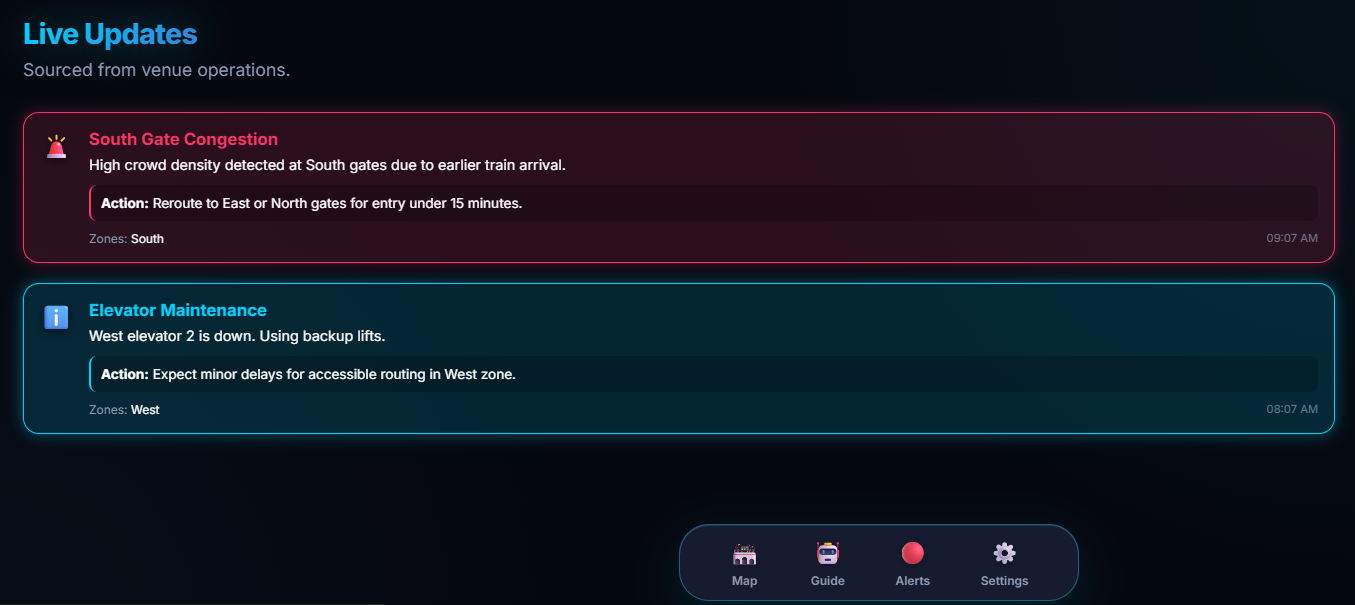 Live Updates
Sourced from venue operations.
South Gate Congestion
High crowd density detected at South gates due to earlier train arrival.
Action: Reroute to East or North gates for entry under 15 minutes.
Zones: South
09:07 AM
Elevator Maintenance
West elevator 2 is down. Using backup lifts.
Action: Expect minor delays for accessible routing in West zone.
Zones: West
08:07 AM
Map
Guide
Alerts
Settings